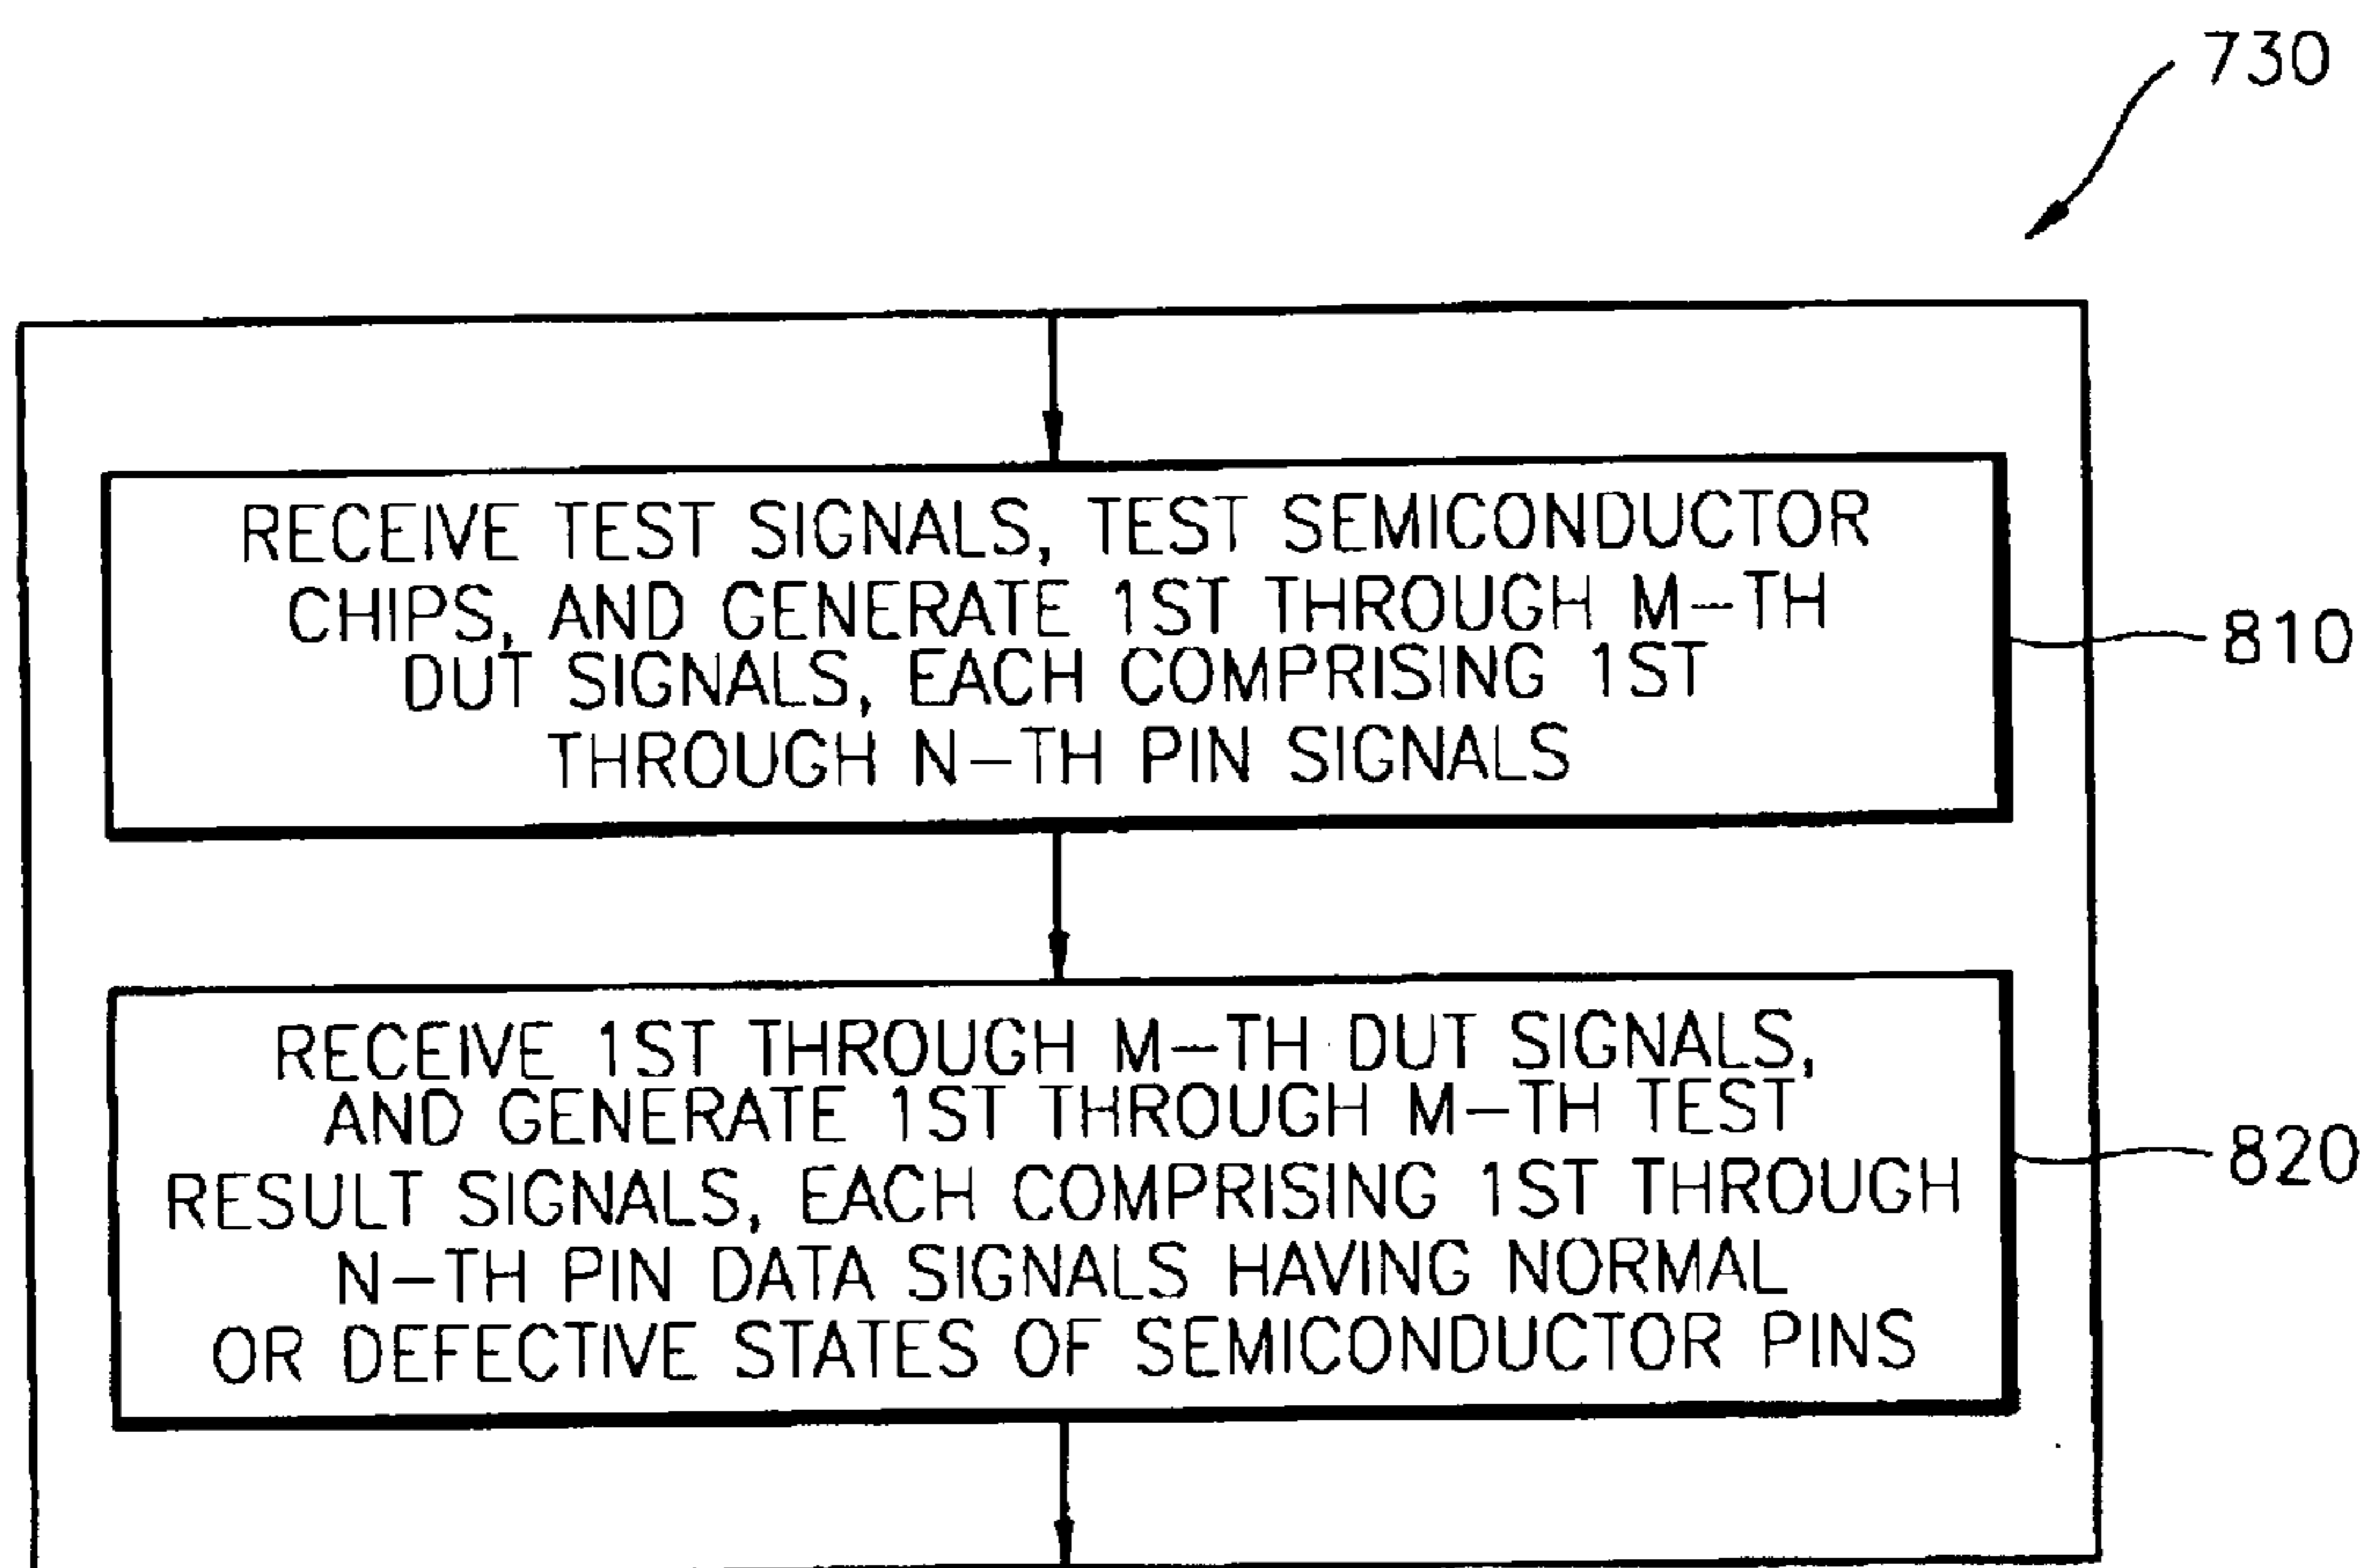 730
RECEIVE TEST SIGNALS, TEST SEMICONDUCTOR
CHIPS, AND GENERATE 1ST THROUGH M-TH
DUT SIGNALS, EACH COMPRISING 1ST
THROUGH N-TH PIN SIGNALS
810
RECEIVE 1ST THROUGH M-TH DUT SIGNALS,
AND GENERATE 1ST THROUGH M-TH TEST
RESULT SIGNALS, EACH COMPRISING 1ST THROUGH
N-TH PIN DATA SIGNALS HAVING NORMAL
OR DEFECTIVE STATES OF SEMICONDUCTOR PINS
820